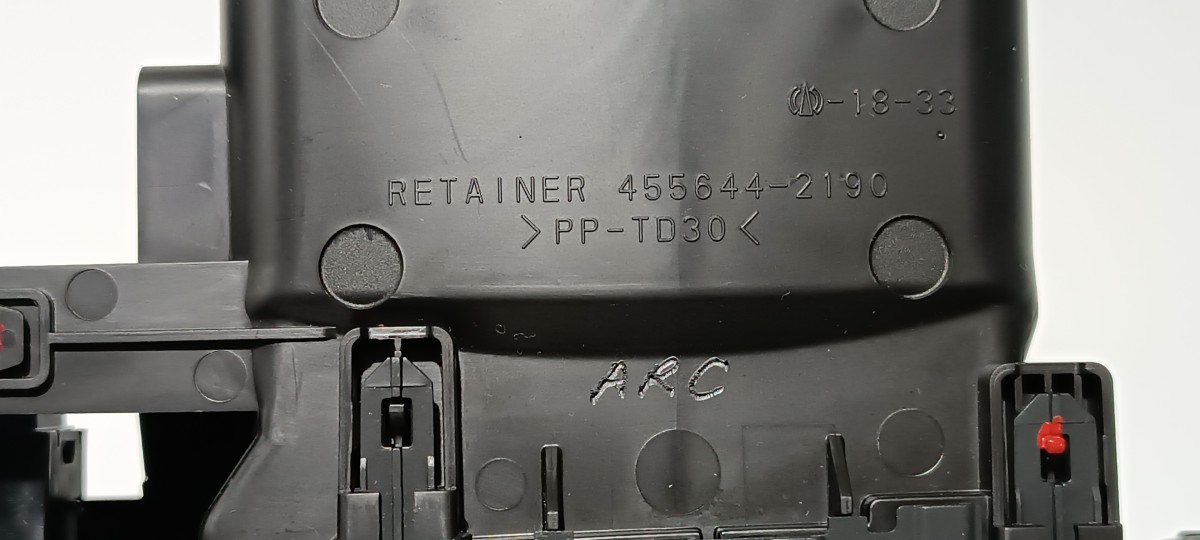 -18-33
RETAINER 455644-2190
>PP-TD30<
ARC